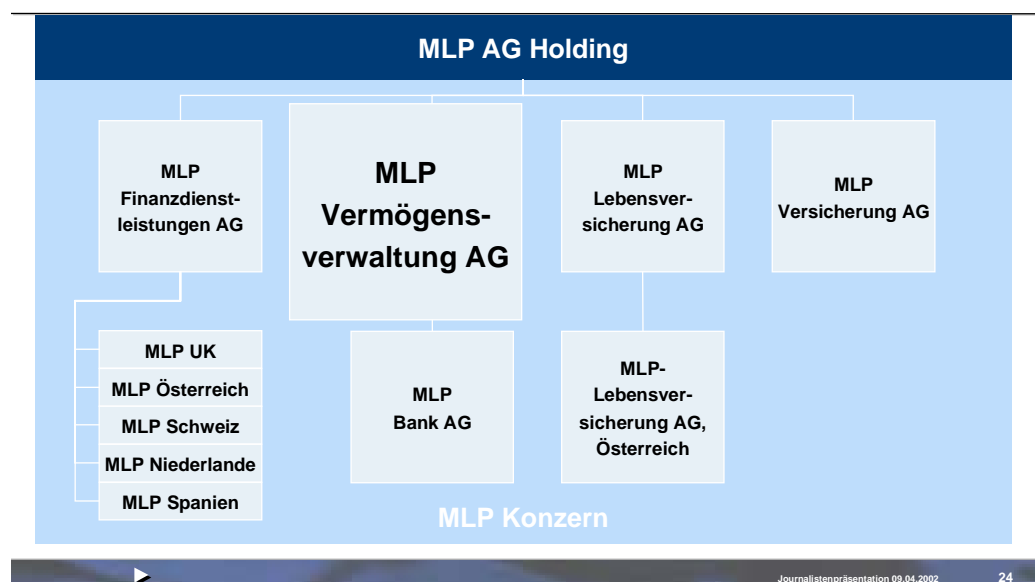 MLP AG Holding
MLP
Finanzdienst-
leistungen AG
MLP
Vermögens-
verwaltung AG
MLP
Lebensver-
sicherung AG
MLP
Versicherung AG
MLP UK
MLP Österreich
MLP Schweiz
MLP Niederlande
MLP Spanien
MLP
Bank AG
MLP-
Lebensver-
sicherung AG,
Österreich
MLP Konzern
Journalistenpräsentation 09.04.2002
24